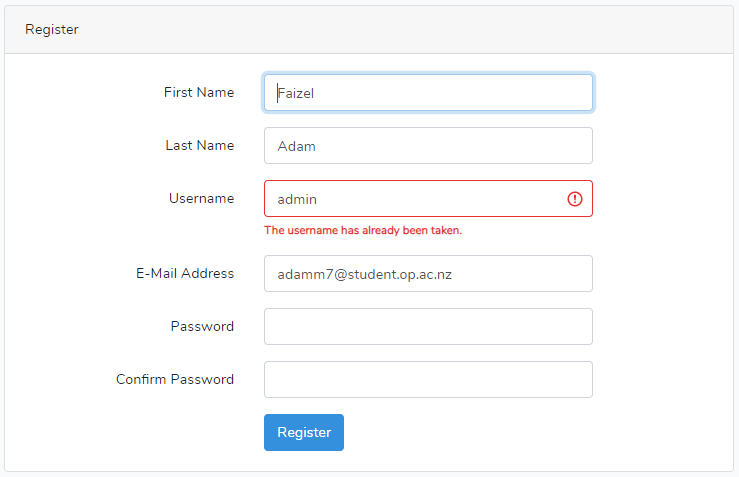 Register
First Name Faizel
Last Name Adam
Username admin
The username has already been taken.
E-Mail Address adamm7@student.op.ac.nz
Password
Confirm Password
Register